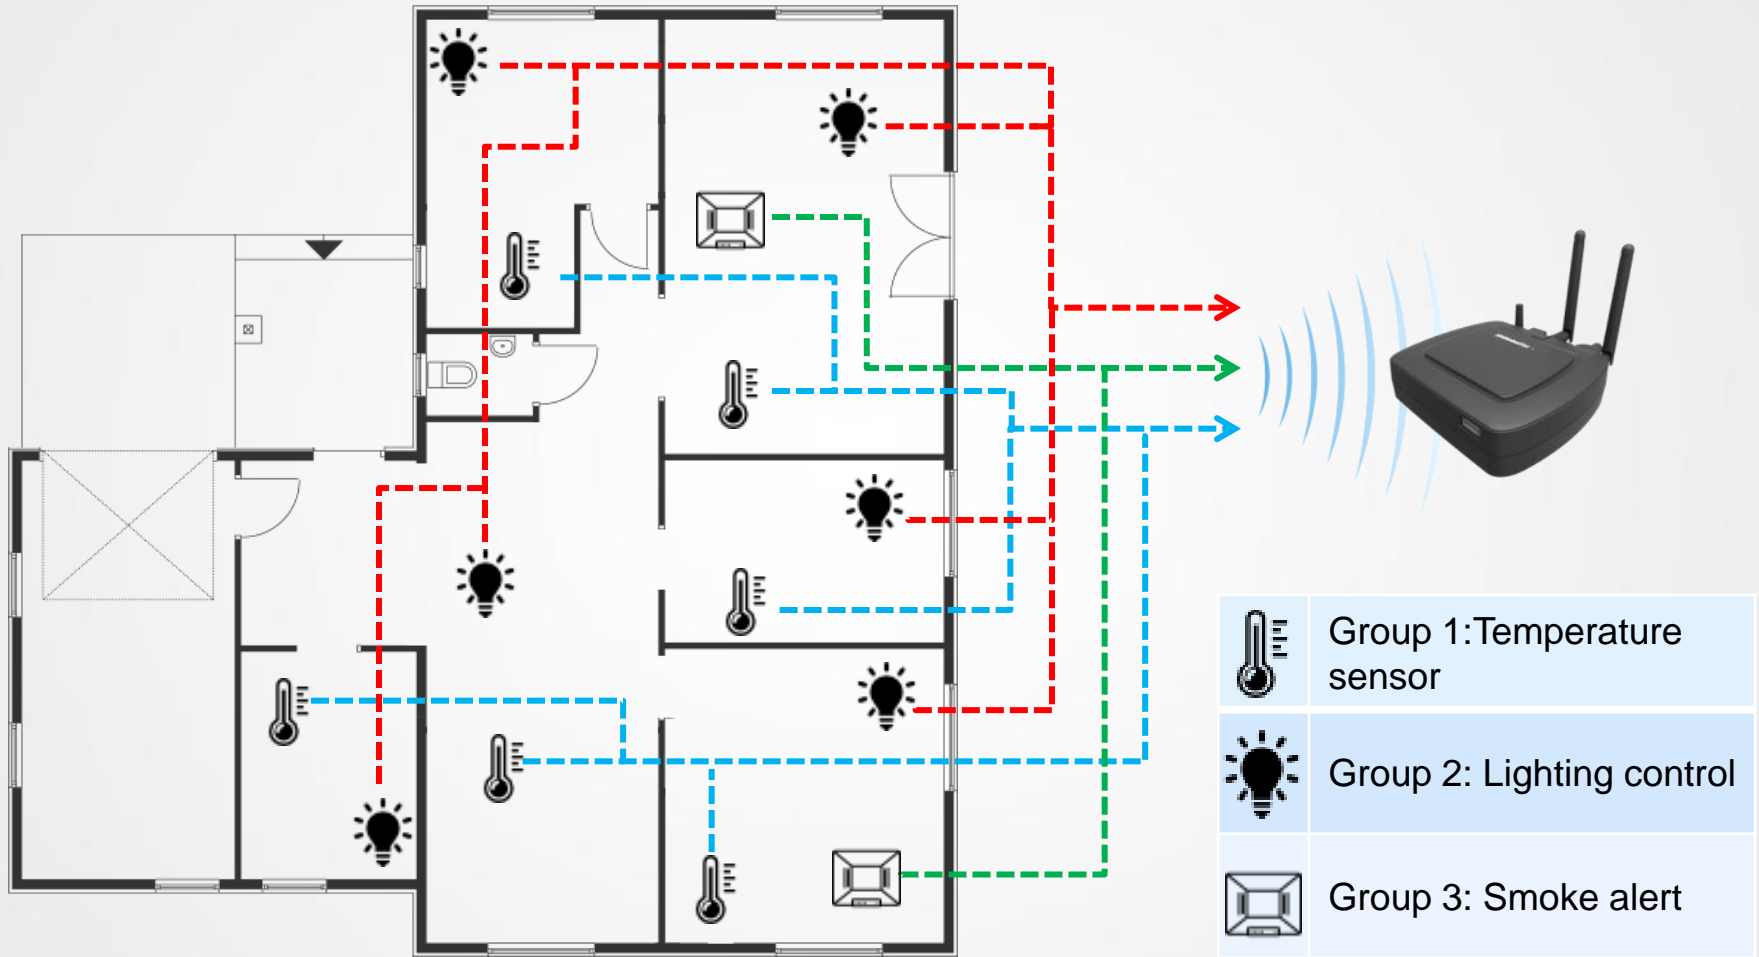 Group 1:Temperature
sensor
Group 2: Lighting control
Group 3: Smoke alert